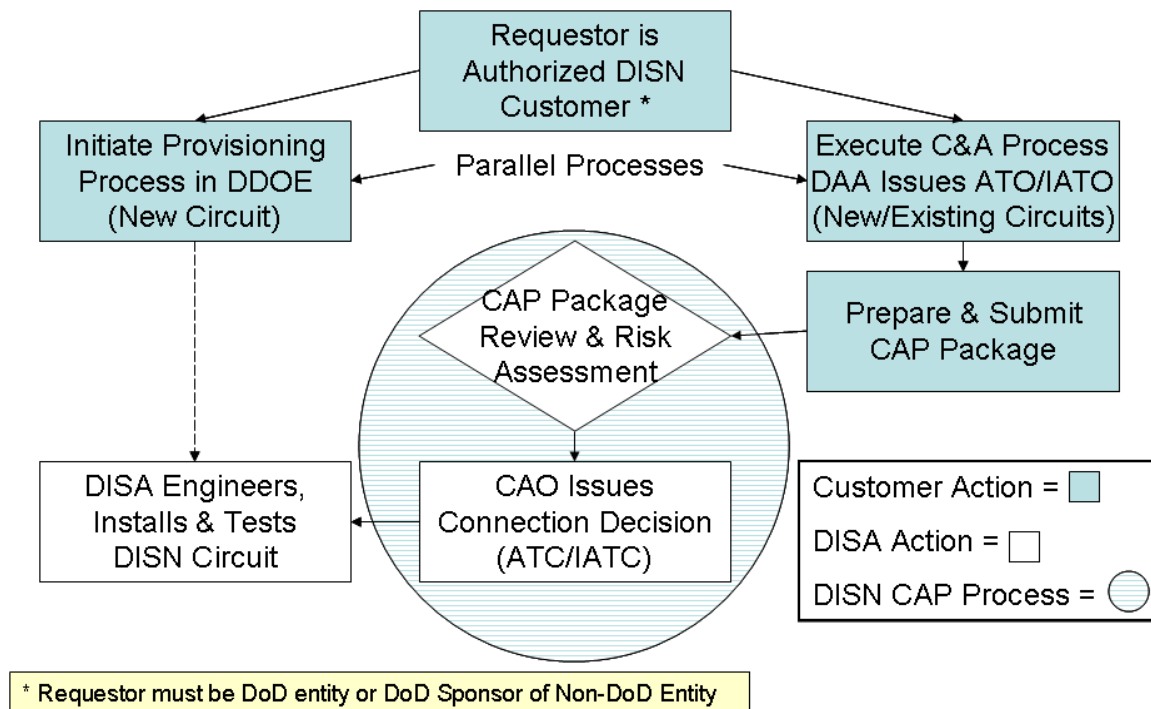 Requestor is
Authorized DISN
Customer *
Initiate Provisioning
Process in DDOE
(New Circuit)
Parallel Processes
Execute C&A Process
DAA Issues ATO/IATO
(New/Existing Circuits)
CAP Package
Review & Risk
Assessment
Prepare & Submit
CAP Package
DISA Engineers,
Installs & Tests
DISN Circuit
CAO Issues
Connection Decision
(ATC/IATC)
Customer Action =
DISA Action =
DISN CAP Process =
* Requestor must be DoD entity or DoD Sponsor of Non-DoD Entity